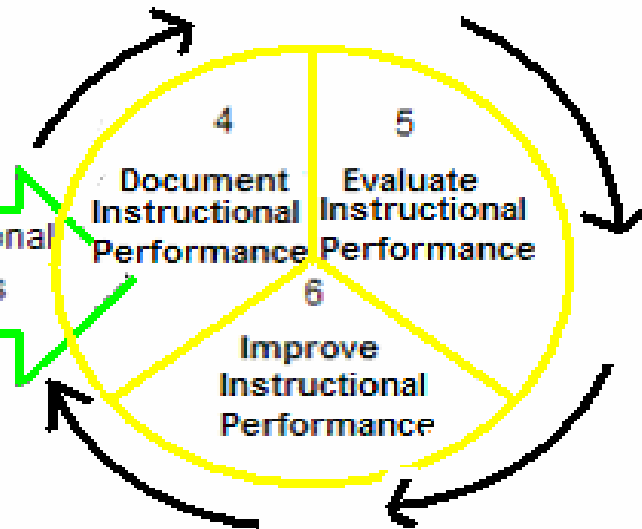 4
Document
Instructional
Performance
5
Evaluate
Instructional
Performance
6
Improve
Instructional
Performance